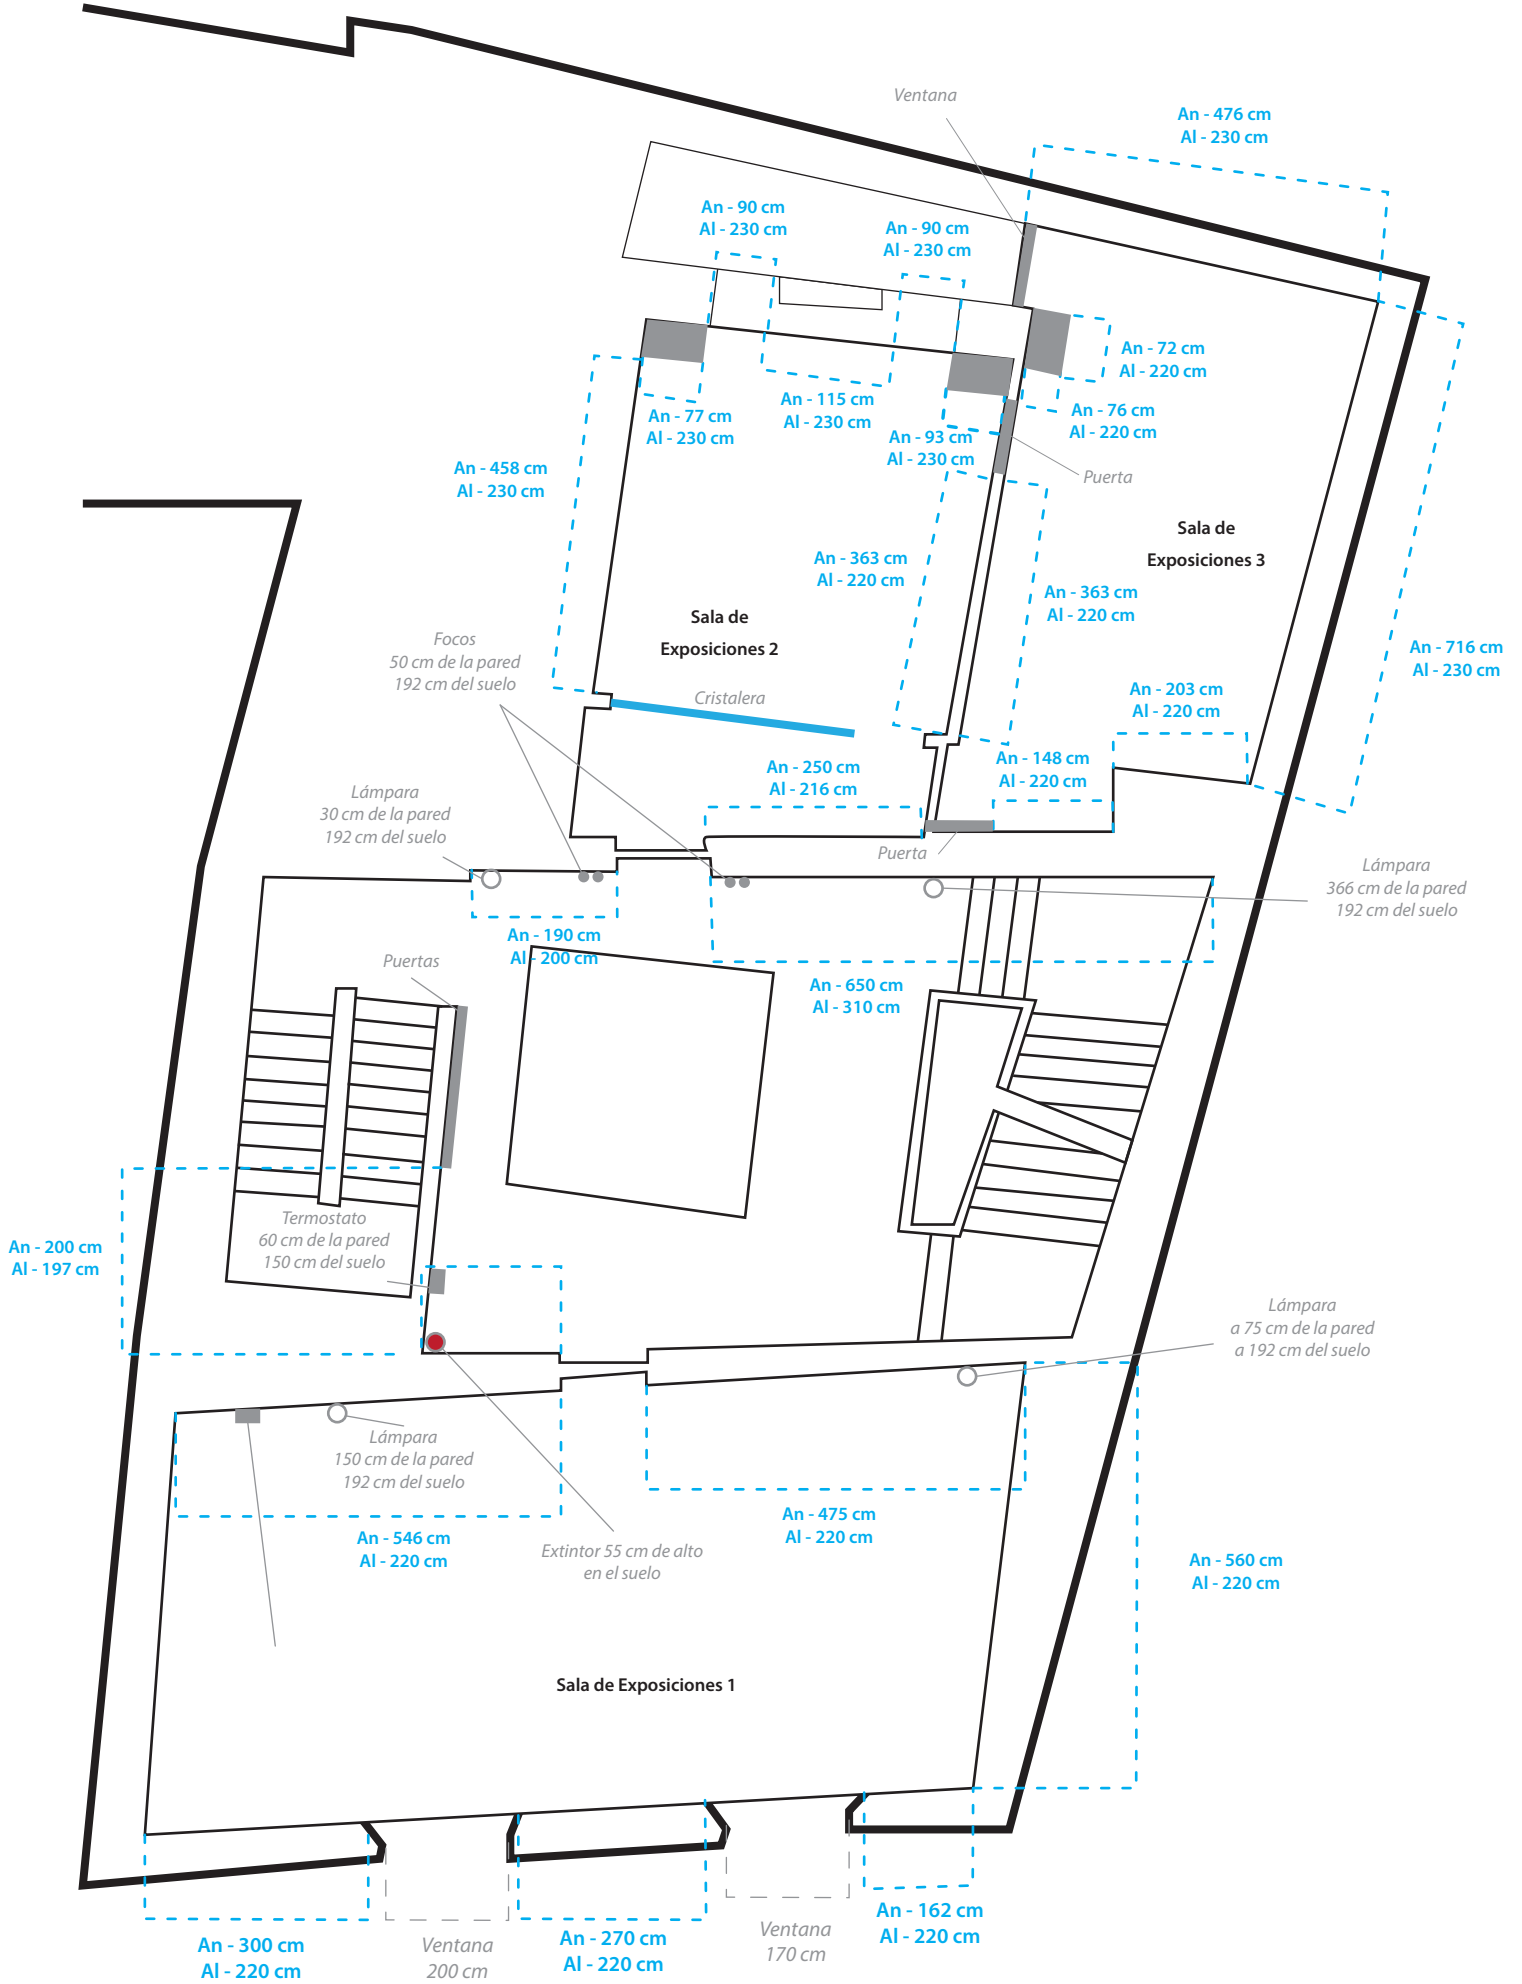 Ventana
An - 476 cm
Al - 230 cm
An - 90 cm
Al - 230 cm
An - 90 cm
Al - 230 cm
An - 72 cm
Al - 220 cm
An - 77 cm
Al - 230 cm
An - 115 cm
Al - 230 cm
An - 93 cm
Al - 230 cm
An - 76 cm
Al - 220 cm
An - 458 cm
Al - 230 cm
Puerta
Sala de
Exposiciones 3
An - 363 cm
Al - 220 cm
An - 363 cm
Al - 220 cm
Sala de
Exposiciones 2
Focos
50 cm de la pared
192 cm del suelo
An - 716 cm
Al - 230 cm
Cristalera
An - 203 cm
Al - 220 cm
An - 250 cm
Al - 216 cm
An - 148 cm
Al - 220 cm
Lámpara
30 cm de la pared
192 cm del suelo
Puerta
Lámpara
366 cm de la pared
192 cm del suelo
An - 190 cm
Al - 200 cm
Puertas
An - 650 cm
Al - 310 cm
Termostato
60 cm de la pared
150 cm del suelo
An - 200 cm
Al - 197 cm
Lámpara
a 75 cm de la pared
a 192 cm del suelo
Lámpara
150 cm de la pared
192 cm del suelo
An - 475 cm
Al - 220 cm
An - 546 cm
Al - 220 cm
Extintor 55 cm de alto
en el suelo
An - 560 cm
Al - 220 cm
Sala de Exposiciones 1
An - 300 cm
Al - 220 cm
Ventana
200 cm
An - 270 cm
Al - 220 cm
Ventana
170 cm
An - 162 cm
Al - 220 cm